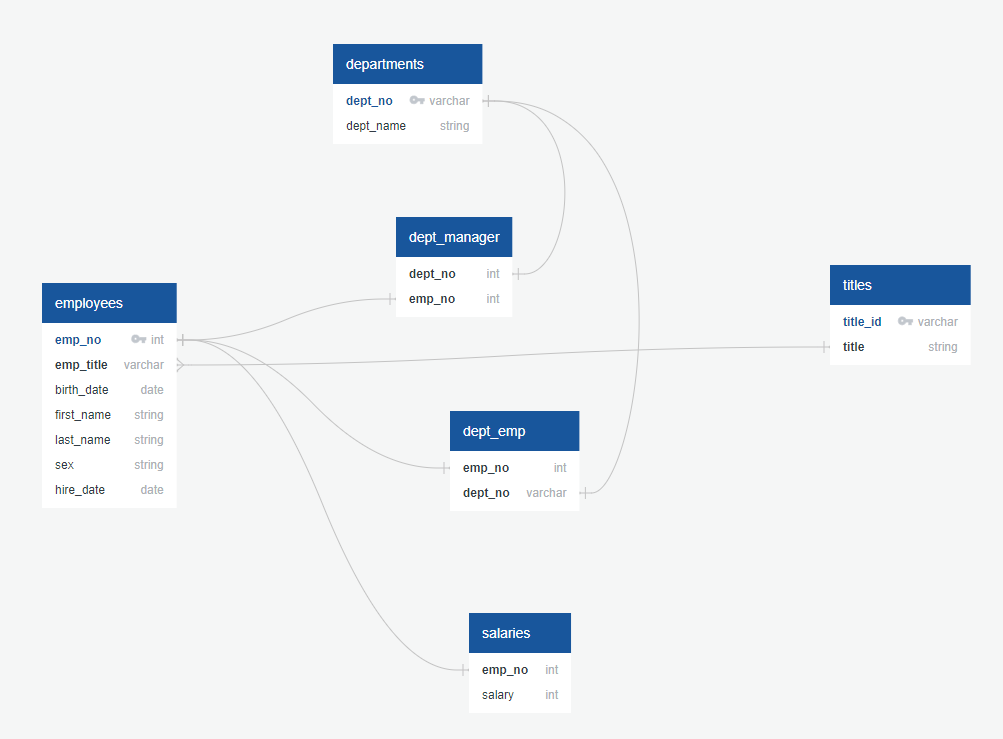 departments
dept_no varchar
dept_name string
dept_manager
dept_no int
emp_no int
employees
emp_no int
emp_title varchar
birth_date date
first_name string
last_name string
sex string
hire_date date
titles
title_id varchar
title string
dept_emp
emp_no int
dept_no varchar
salaries
emp_no int
salary int